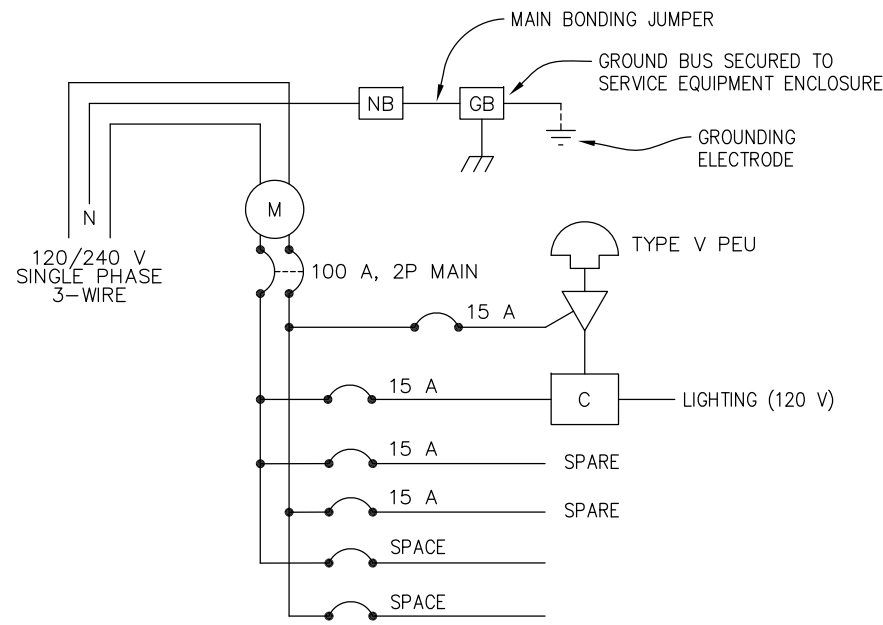 MAIN BONDING JUMPER
GROUND BUS SECURED TO
SERVICE EQUIPMENT ENCLOSURE
NB
GB
GROUNDING
ELECTRODE
N
M
120/240 V
SINGLE PHASE
3-WIRE
TYPE V PEU
100 A, 2P MAIN
15 A
15 A
C
LIGHTING (120 V)
15 A
SPARE
15 A
SPARE
SPACE
SPACE